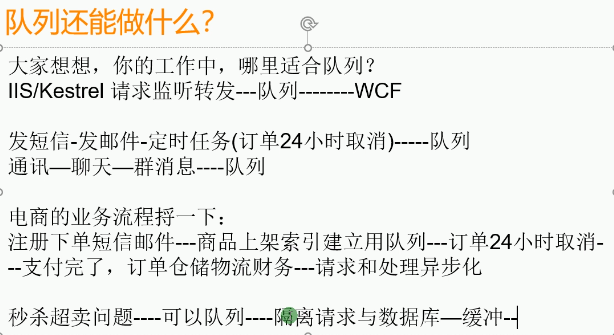 队列还能做什么？
大家想想，你的工作中，哪里适合队列？
IIS/Kestrel 请求监听转发---队列--------WCF
发短信-发邮件-定时任务(订单24小时取消)-----队列
通讯—聊天—群消息----队列
电商的业务流程捋一下：
注册下单短信邮件---商品上架索引建立用队列---订单24小时取消-
--支付完了，订单仓储物流财务---请求和处理异步化
秒杀超卖问题----可以队列----隔离请求与数据库—缓冲--